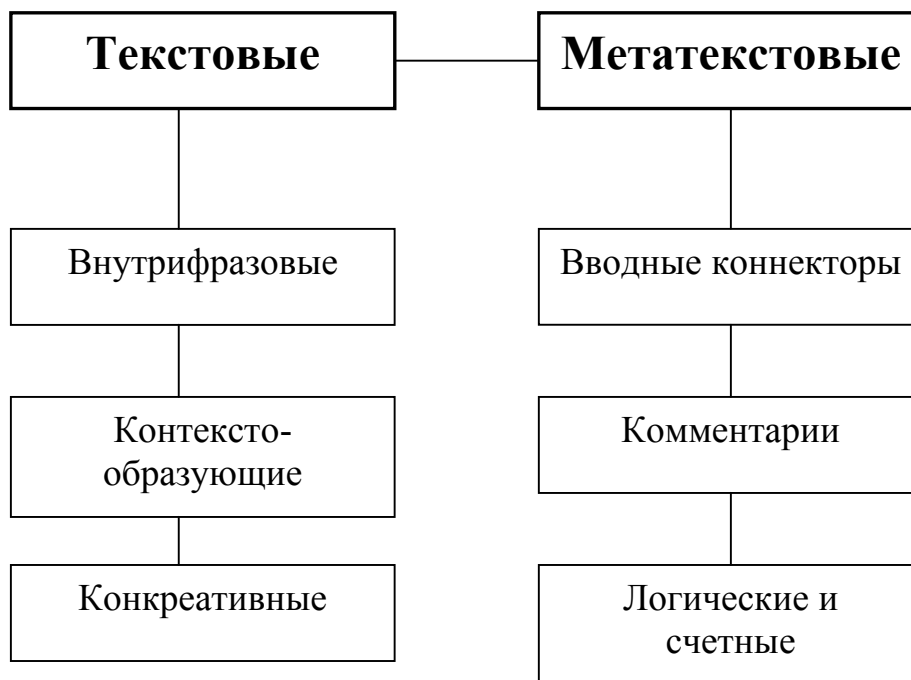 Текстовые
Метатекстовые
Внутрифразовые
Вводные коннекторы
Контексто-
образующие
Комментарии
Конкреативные
Логические и
счетные